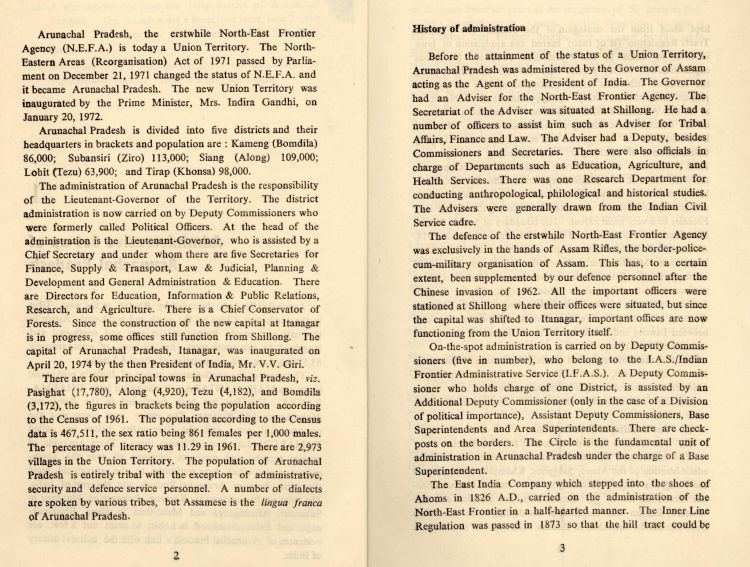 Arunachal Pradesh, the erstwhile North-East Frontier
Agency (N.E.F.A.) is today a Union Territory. The North-
Eastern Areas (Reorganisation) Act of 1971 passed by Parlia-
ment on December 21, 1971 changed the status of N.E.F.A. and
it became Arunachal Pradesh. The new Union Territory was
inaugurated by the Prime Minister, Mrs. Indira Gandhi, on
January 20, 1972.
Arunachal Pradesh is divided into five districts and their
headquarters in brackets and population are : Kameng (Bomdila)
86,000; Subansiri (Ziro) 113,000; Siang (Along) 109,000;
Lohit (Tezu) 63,900; and Tirap (Khonsa) 98,000.
The administration of Arunachal Pradesh is the responsibility
of the Lieutenant-Governor of the Territory. The district
administration is now carried on by Deputy Commissioners who
were formerly called Political Officers. At the head of the
administration is the Lieutenant-Governor, who is assisted by a
Chief Secretary and under whom there are five Secretaries for
Finance, Supply & Transport, Law & Judicial, Planning &
Development and General Administration & Education. There
are Directors for Education, Information & Public Relations,
Research, and Agriculture. There is a Chief Conservator of
Forests. Since the construction of the new capital at Itanagar
is in progress, some offices still function from Shillong. The
capital of Arunachal Pradesh, Itanagar, was inaugurated on
April 20, 1974 by the then President of India, Mr. V.V. Giri.
There are four principal towns in Arunachal Pradesh, viz.
Pasighat (17,780), Along (4,920), Tezu (4,182), and Bomdila
(3,172), the figures in brackets being the population according
to the Census of 1961. The population according to the Census
data is 467,511, the sex ratio being 861 females per 1,000 males.
The percentage of literacy was 11.29 in 1961. There are 2,973
villages in the Union Territory. The population of Arunachal
Pradesh is entirely tribal with the exception of administrative,
security and defence service personnel. A number of dialects
are spoken by various tribes, but Assamese is the lingua franca
of Arunachal Pradesh.
2
History of administration
Before the attainment of the status of a Union Territory,
Arunachal Pradesh was administered by the Governor of Assam
acting as the Agent of the President of India. The Governor
had an Adviser for the North-East Frontier Agency. The
Secretariat of the Adviser was situated at Shillong. He had a
number of officers to assist him such as Adviser for Tribal
Affairs, Finance and Law. The Adviser had a Deputy, besides
Commissioners and Secretaries. There were also officials in
charge of Departments such as Education, Agriculture, and
Health Services. There was one Research Department for
conducting anthropological, philological and historical studies.
The Advisers were generally drawn from the Indian Civil
Service cadre.
The defence of the erstwhile North-East Frontier Agency
was exclusively in the hands of Assam Rifles, the border-police-
cum-military organisation of Assam. This has, to a certain
extent, been supplemented by our defence personnel after the
Chinese invasion of 1962. All the important officers were
stationed at Shillong where their offices were situated, but since
the capital was shifted to Itanagar, important offices are now
functioning from the Union Territory itself.
On-the-spot administration is carried on by Deputy Commis-
sioners (five in number), who belong to the I.A.S./Indian
Frontier Administrative Service (I.F.A.S.). A Deputy Commis-
sioner who holds charge of one District, is assisted by an
Additional Deputy Commissioner (only in the case of a Division
of political importance), Assistant Deputy Commissioners, Base
Superintendents and Area Superintendents. There are check-
posts on the borders. The Circle is the fundamental unit of
administration in Arunachal Pradesh under the charge of a Base
Superintendent.
The East India Company which stepped into the shoes of
Ahoms in 1826 A.D., carried on the administration of the
North-East Frontier in a half-hearted manner. The Inner Line
Regulation was passed in 1873 so that the hill tract could be
3